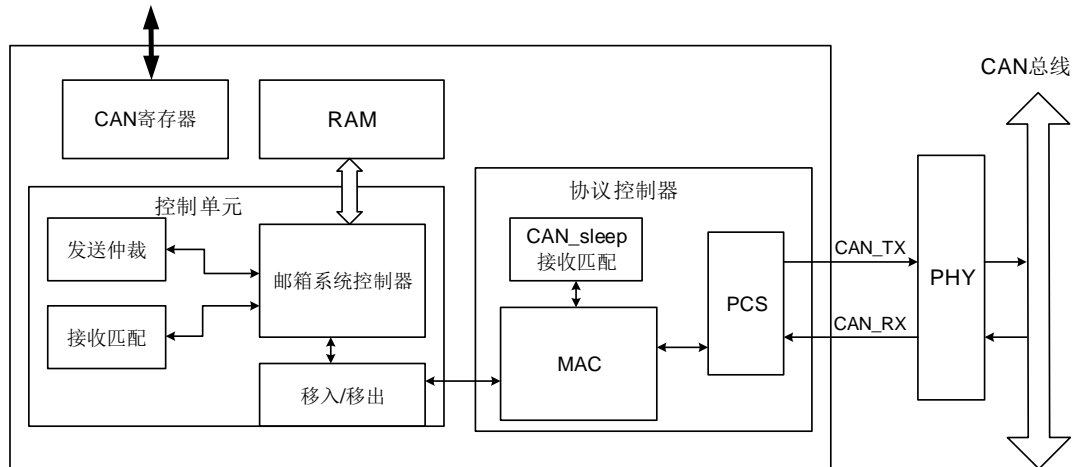 CAN总线
CAN寄存器
RAM
控制单元
协议控制器
发送仲裁
邮箱系统控制器
接收匹配
移入/移出
CAN_sleep
接收匹配
MAC
PCS
CAN_TX
CAN_RX
PHY